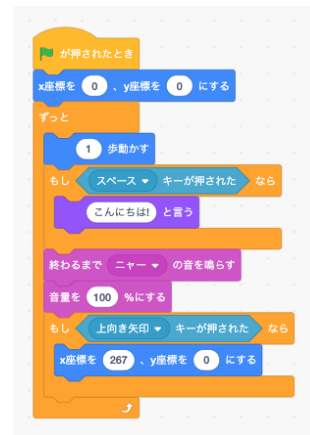 が押されたとき
x座標を 0 、y座標を 0 にする
ずっと
1 歩動かす
もし スペース キーが押された なら
こんにちは! と言う
終わるまで ニャー の音を鳴らす
音量を 100 %にする
もし 上向き矢印 キーが押された なら
x座標を 267 、y座標を 0 にする